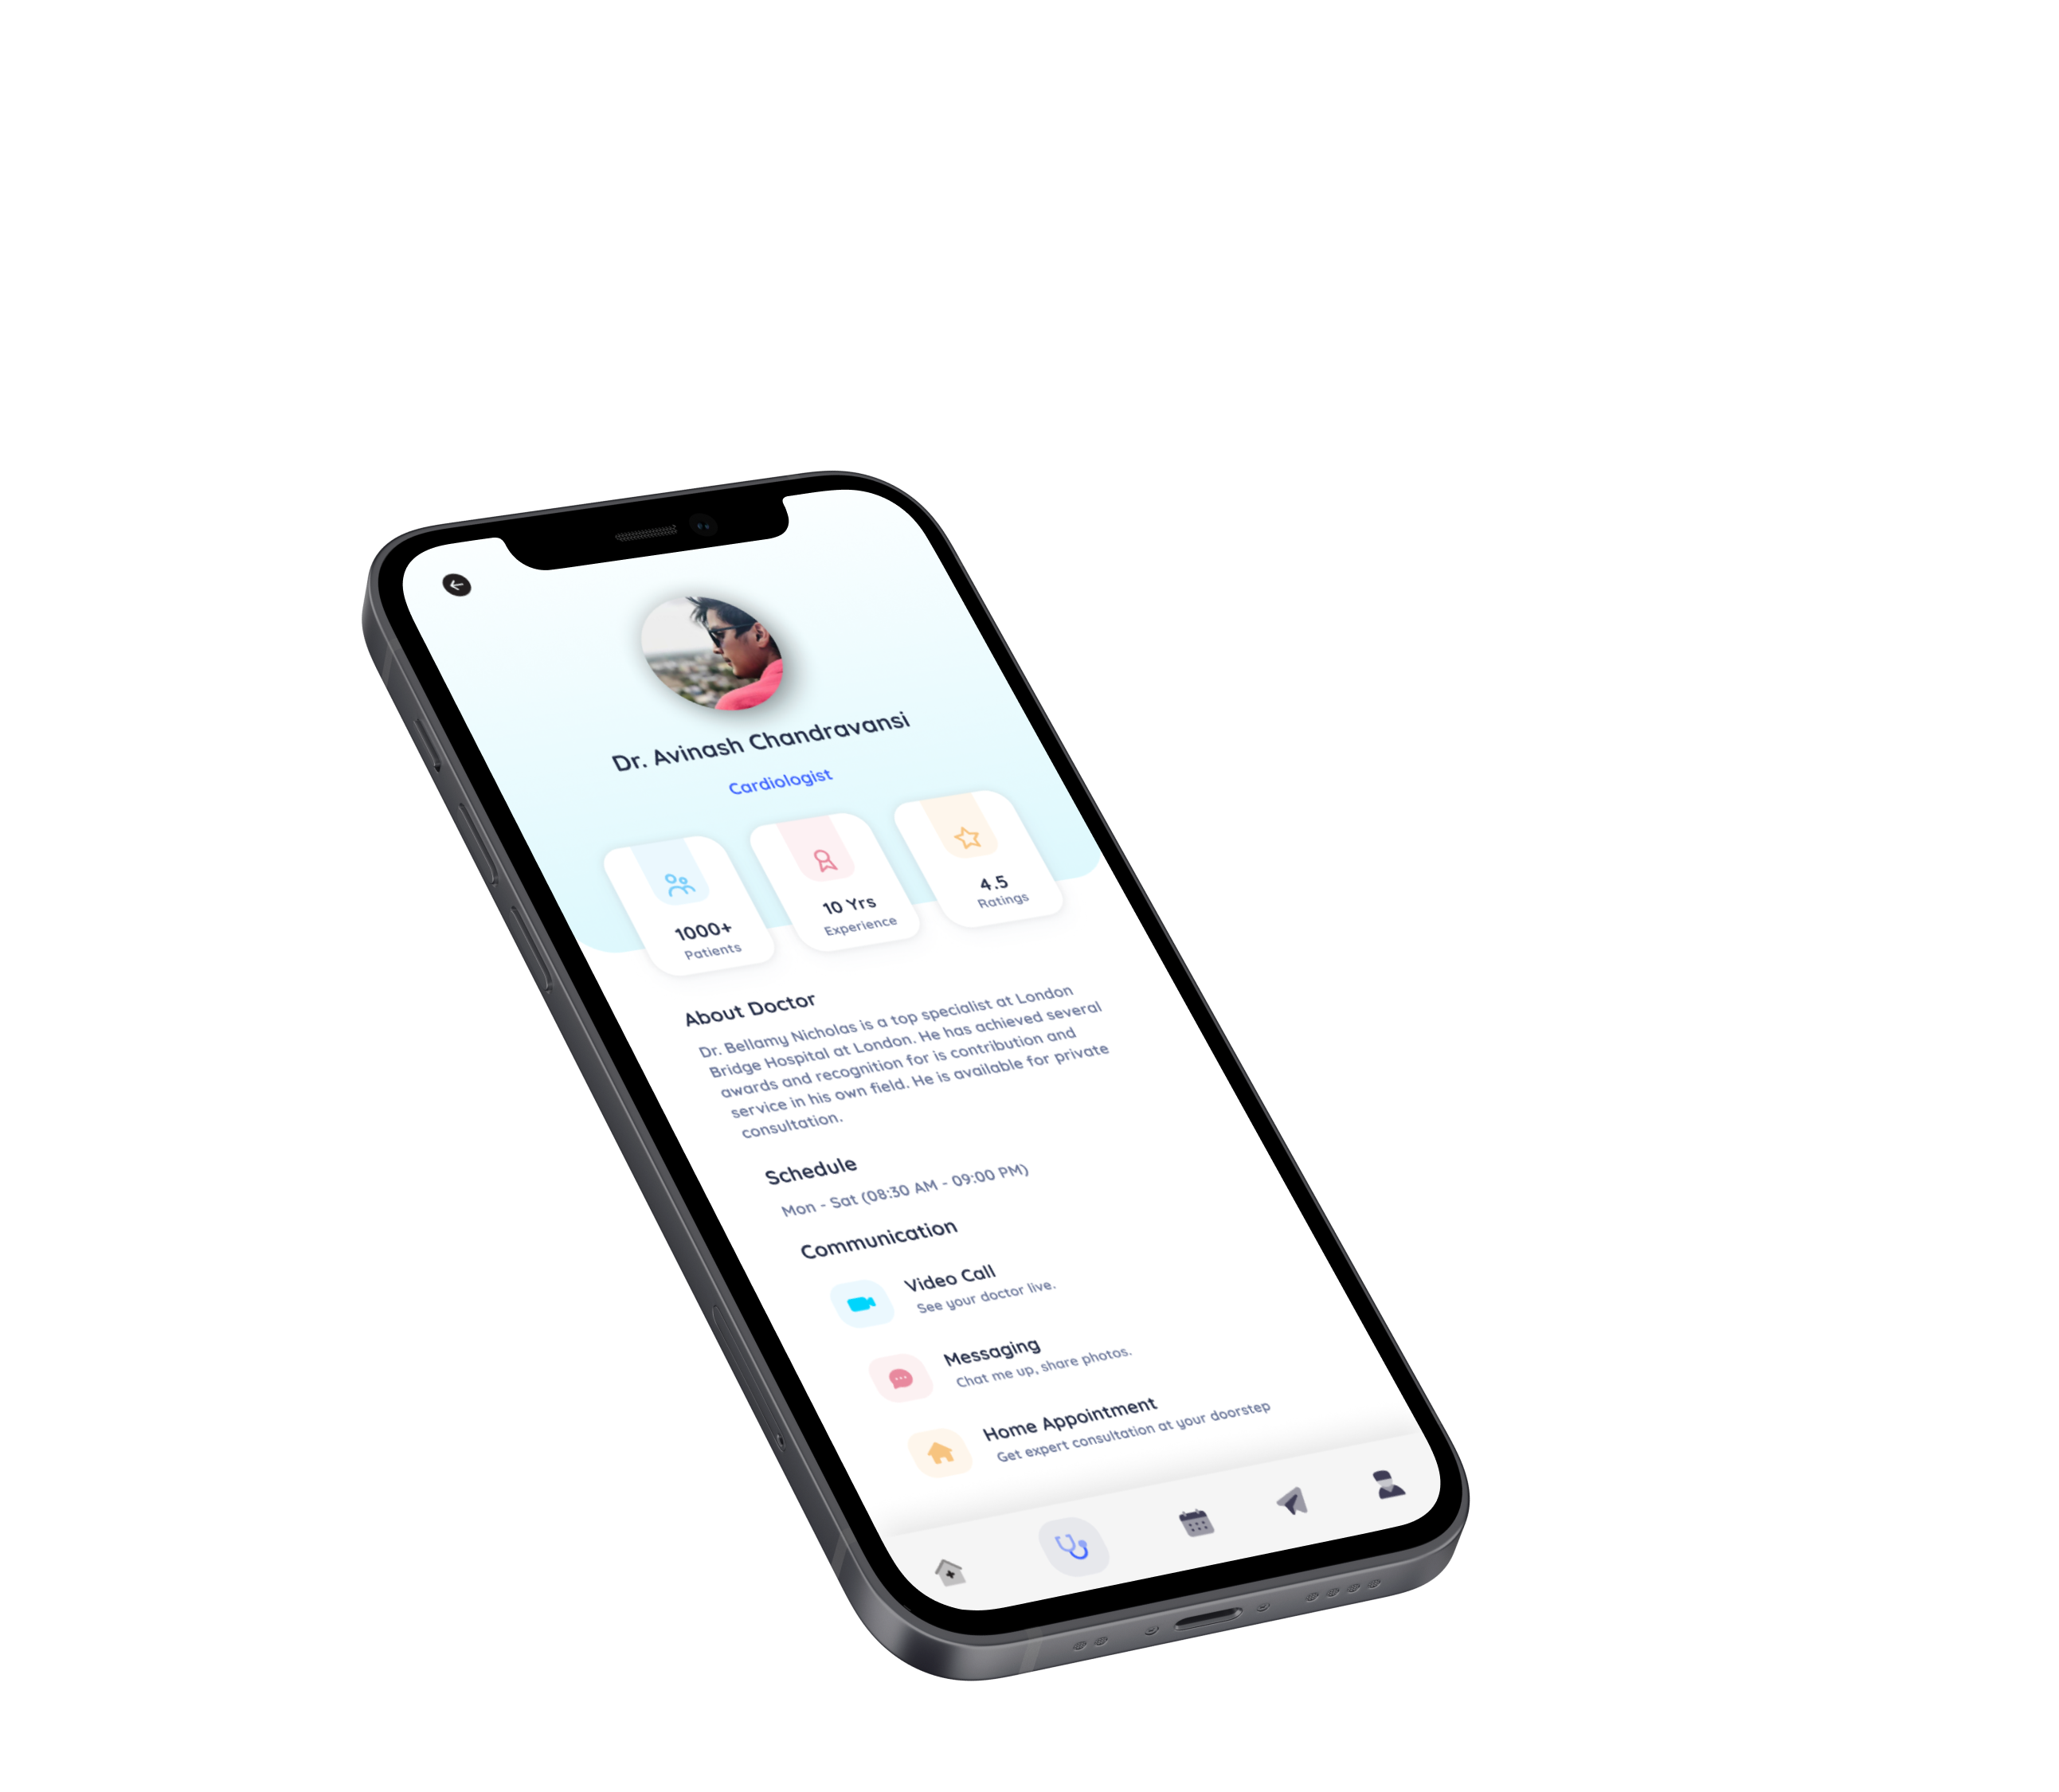 Dr. Avinash Chandravansi
Cardiologist
1000+
Patients
10 Yrs
Experience
4.5
Ratings
About Doctor
Dr. Bellamy Nicholas is a top specialist at London
Bridge Hospital at London. He has achieved several
awards and recognition for is contribution and
service in his own field. He is available for private
consultation.
Schedule
Mon - Sat (08:30 AM - 09:00 PM)
Communication
Video Call
See your doctor live.
Messaging
Chat me up, share photos.
Home Appointment
Get expert consultation at your doorstep